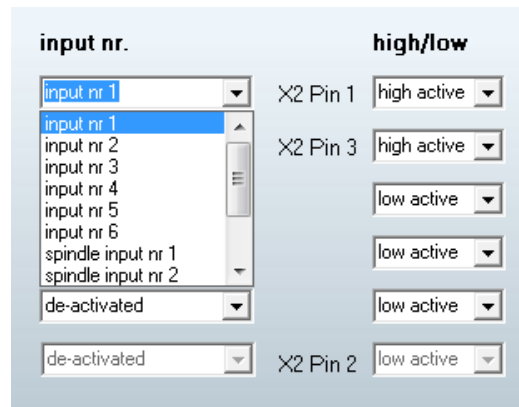 input nr. high/low
input nr 1 X2 Pin 1 high active
input nr 1
input nr 2
input nr 3 X2 Pin 3 high active
input nr 4
input nr 5 low active
input nr 6
spindle input nr 1 low active
spindle input nr 2
de-activated low active
de-activated X2 Pin 2 low active